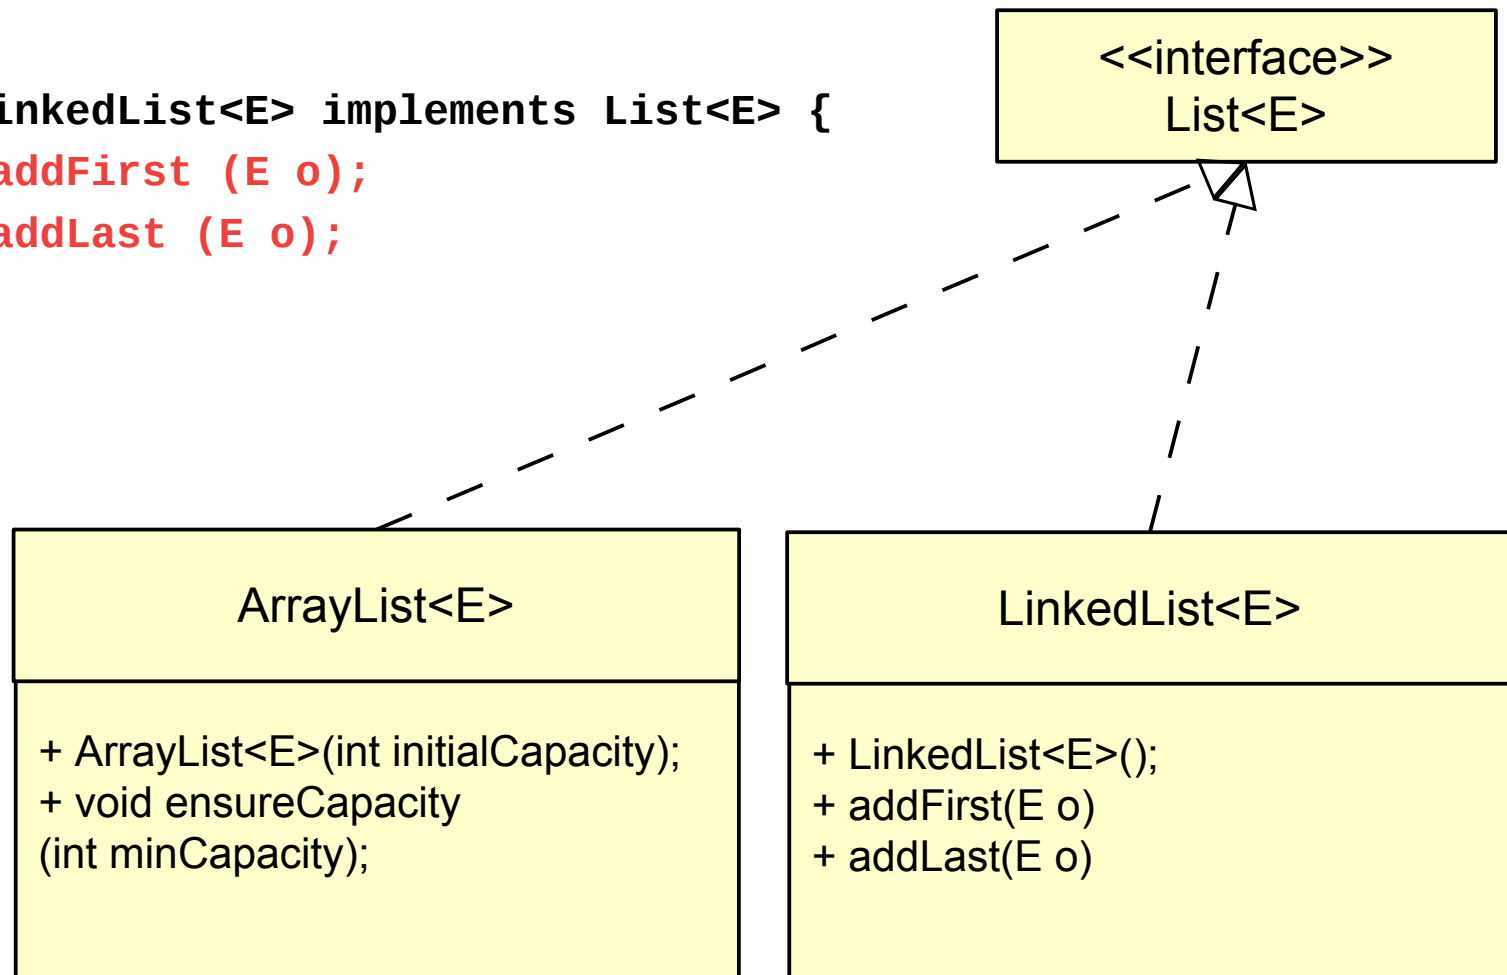 <<interface>>
List<E>
inkedList<E> implements List<E> {
addFirst (E o);
addLast (E o);
ArrayList<E>
+ ArrayList<E>(int initialCapacity);
+ void ensureCapacity
(int minCapacity);
LinkedList<E>
+ LinkedList<E>();
+ addFirst(E o)
+ addLast(E o)